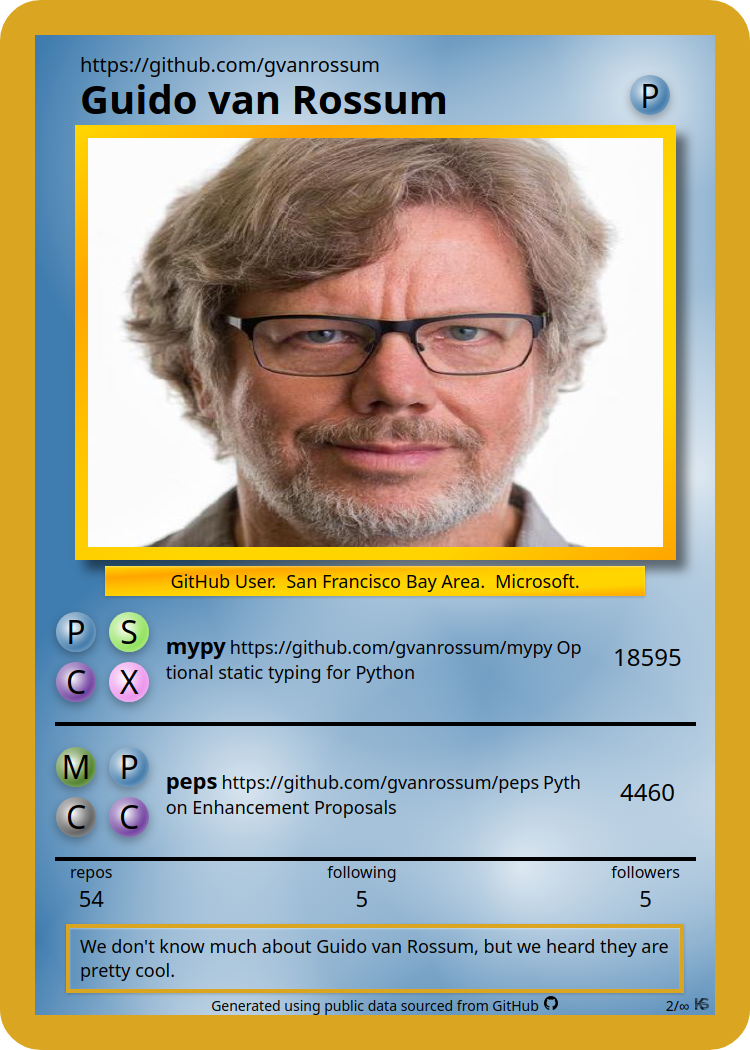 https://github.com/gvanrossum
Guido van Rossum
P
GitHub User. San Francisco Bay Area. Microsoft.
P S
C X
mypy https://github.com/gvanrossum/mypy Op
tional static typing for Python
18595
M P
C C
peps https://github.com/gvanrossum/peps Pyth
on Enhancement Proposals
4460
repos following followers
54 5 5
We don't know much about Guido van Rossum, but we heard they are
pretty cool.
Generated using public data sourced from GitHub
2/∞ KS